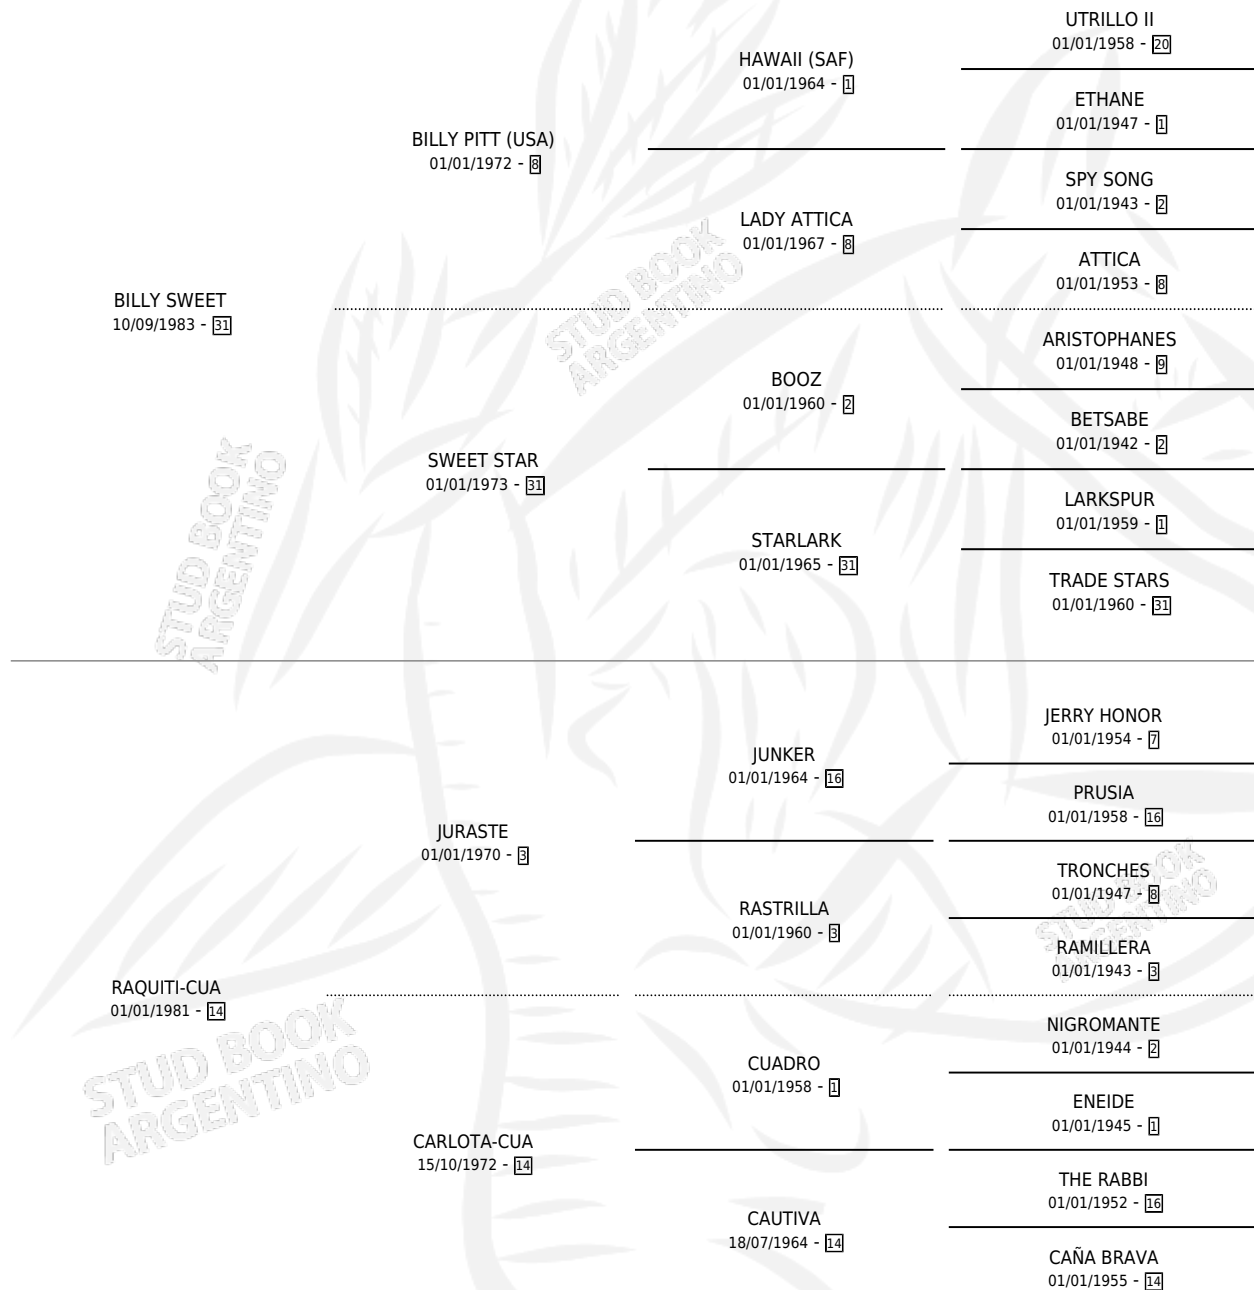 UTRILLO II
01/01/1958 - 20
HAWAII (SAF)
01/01/1964 - 1
ETHANE
01/01/1947 - 1
BILLY PITT (USA)
01/01/1972 - 8
SPY SONG
01/01/1943 - 2
LADY ATTICA
01/01/1967 - 8
ATTICA
01/01/1953 - 8
BILLY SWEET
10/09/1983 - 31
STUD BOOK
ARGENTINO
ARISTOPHANES
01/01/1948 - 9
BOOZ
01/01/1960 - 2
BETSABE
01/01/1942 - 2
SWEET STAR
01/01/1973 - 31
LARKSPUR
01/01/1959 - 1
STARLARK
01/01/1965 - 31
TRADE STARS
01/01/1960 - 31
STUD BOOK
ARGENTINO
JERRY HONOR
01/01/1954 - 7
JUNKER
01/01/1964 - 16
PRUSIA
01/01/1958 - 16
JURASTE
01/01/1970 - 3
TRONCHES
01/01/1947 - 8
RASTRILLA
01/01/1960 - 3
STUD BOOK
ARGENTINO
RAMILLERA
01/01/1943 - 3
RAQUITI-CUA
01/01/1981 - 14
NIGROMANTE
01/01/1944 - 2
CUADRO
01/01/1958 - 1
STUD BOOK
ARGENTINO
ENEIDE
01/01/1945 - 1
CARLOTA-CUA
15/10/1972 - 14
THE RABBI
01/01/1952 - 16
CAUTIVA
18/07/1964 - 14
CAÑA BRAVA
01/01/1955 - 14